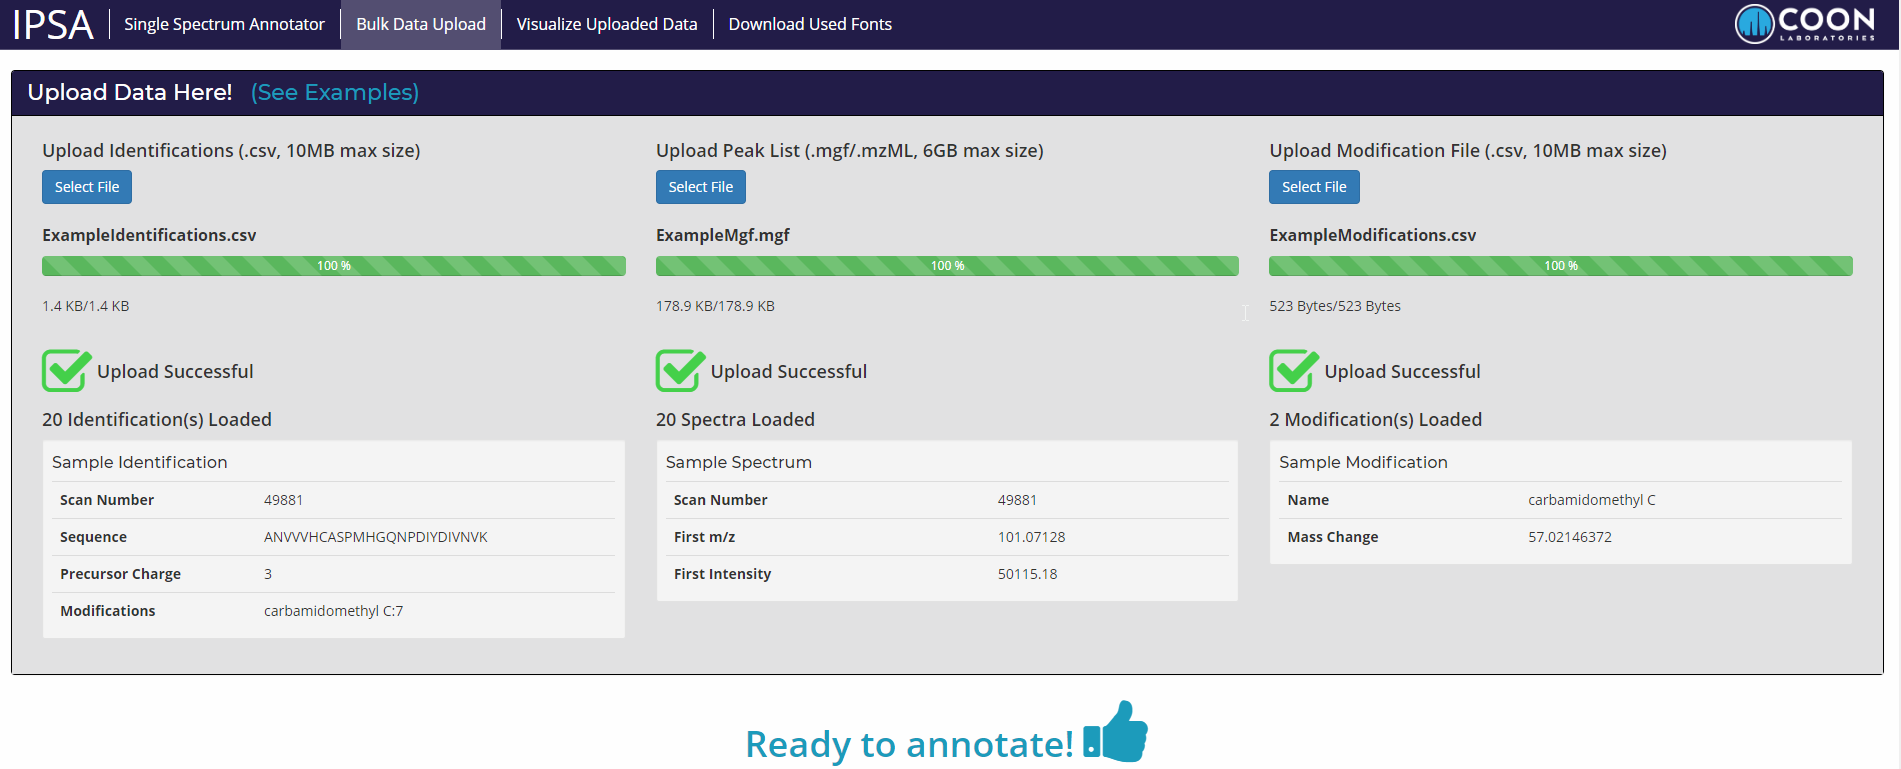 IPSA
Single Spectrum Annotator
Bulk Data Upload
Visualize Uploaded Data
Download Used Fonts
COON
LABORATORIES
Upload Data Here! (See Examples)
Upload Identifications (.csv, 10MB max size)
Select File
ExampleIdentifications.csv
100 %
1.4 KB/1.4 KB
Upload Successful
20 Identification(s) Loaded
Sample Identification
Scan Number 49881
Sequence ANVVVHCASPMHGQNPDIYDIVNVK
Precursor Charge 3
Modifications carbamidomethyl C:7
Upload Peak List (.mgf/.mzML, 6GB max size)
Select File
ExampleMgf.mgf
100 %
178.9 KB/178.9 KB
Upload Successful
20 Spectra Loaded
Sample Spectrum
Scan Number 49881
First m/z 101.07128
First Intensity 50115.18
Upload Modification File (.csv, 10MB max size)
Select File
ExampleModifications.csv
100 %
523 Bytes/523 Bytes
Upload Successful
2 Modification(s) Loaded
Sample Modification
Name carbamidomethyl C
Mass Change 57.02146372
Ready to annotate!